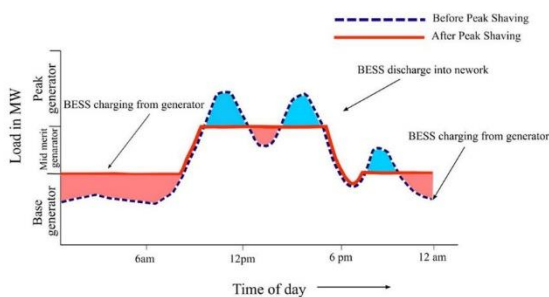 Before Peak Shaving
After Peak Shaving
BESS discharge into nework
BESS charging from generator
BESS charging from generator
Load in MW
Peak
generator
Mid merit
generator
Base
generator
6am
12pm
6 pm
12 am
Time of day